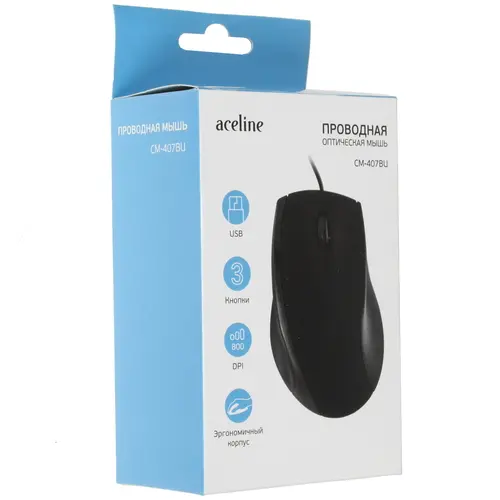 ПРОВОДНАЯ МЫШЬ
CM-407BU
aceline
ПРОВОДНАЯ
ОПТИЧЕСКАЯ МЫШЬ
CM-407BU
USB
3
Кнопки
800
DPI
Эргономичный
корпус